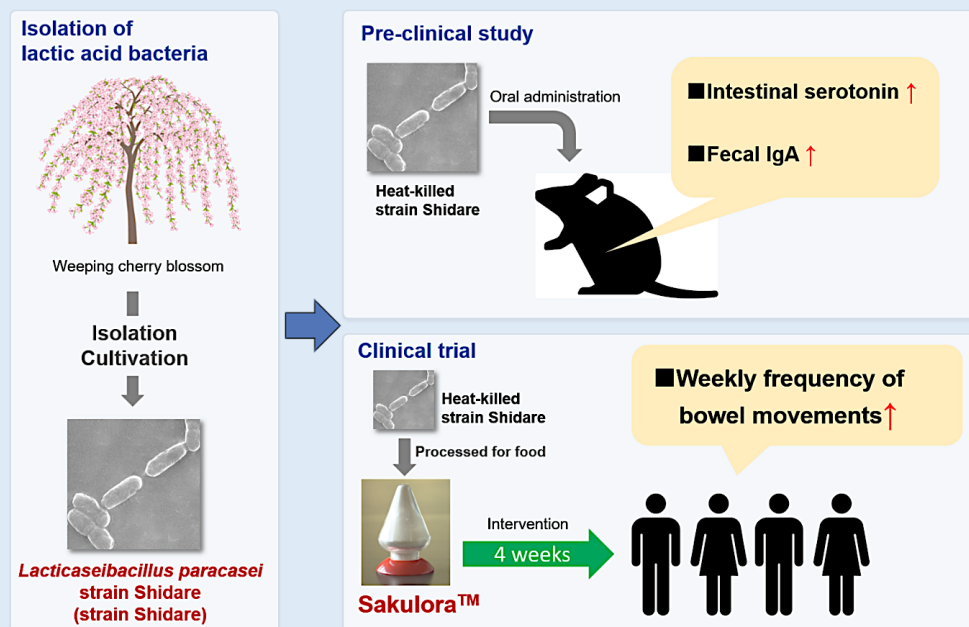 Isolation of
lactic acid bacteria
Weeping cherry blossom
Isolation
Cultivation
Lacticaseibacillus paracasei
strain Shidare
(strain Shidare)
Pre-clinical study
Oral administration
Heat-killed
strain Shidare
■Intestinal serotonin ↑
■Fecal IgA ↑
Clinical trial
Heat-killed
strain Shidare
Processed for food
Sakulora™
Intervention
4 weeks
■Weekly frequency of
bowel movements↑